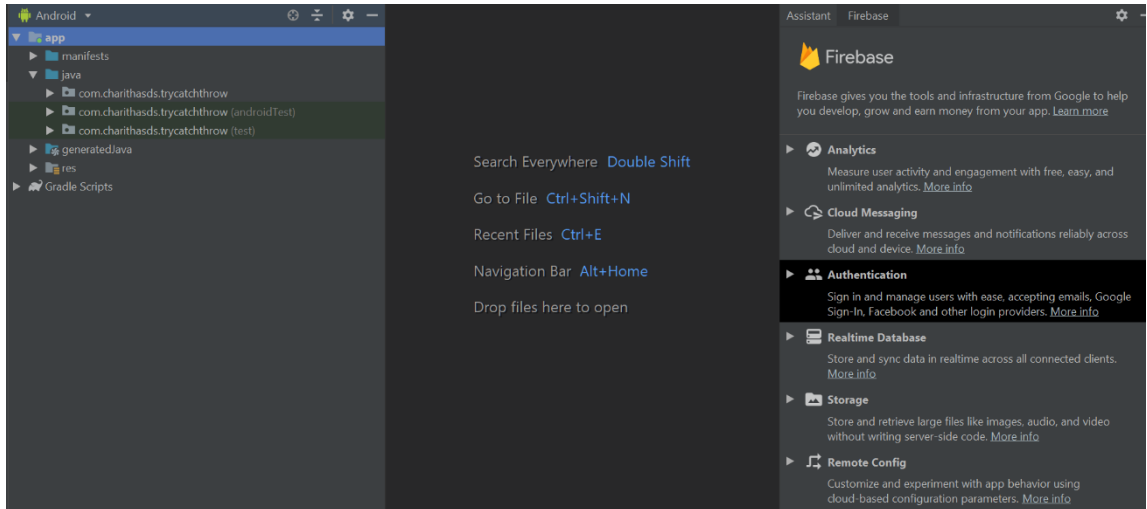 Android
app
manifests
java
com.charithasds.trycatchthrow
com.charithasds.trycatchthrow (androidTest)
com.charithasds.trycatchthrow (test)
generatedJava
res
Gradle Scripts
Search Everywhere Double Shift
Go to File Ctrl+Shift+N
Recent Files Ctrl+E
Navigation Bar Alt+Home
Drop files here to open
Assistant Firebase
Firebase
Firebase gives you the tools and infrastructure from Google to help
you develop, grow and earn money from your app. Learn more
Analytics
Measure user activity and engagement with free, easy, and
unlimited analytics. More info
Cloud Messaging
Deliver and receive messages and notifications reliably across
cloud and device. More info
Authentication
Sign in and manage users with ease, accepting emails, Google
Sign-In, Facebook and other login providers. More info
Realtime Database
Store and sync data in realtime across all connected clients.
More info
Storage
Store and retrieve large files like images, audio, and video
without writing server-side code. More info
Remote Config
Customize and experiment with app behavior using
cloud-based configuration parameters. More info